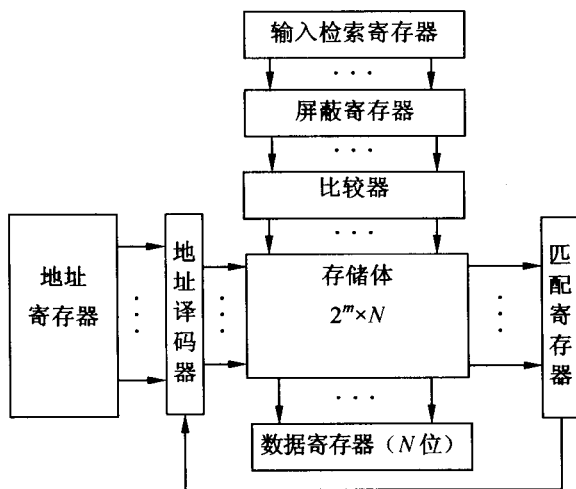 输入检索寄存器
屏蔽寄存器
比较器
地址
寄存器
地址译码器
存储体
2^m×N
匹配寄存器
数据寄存器（N位）